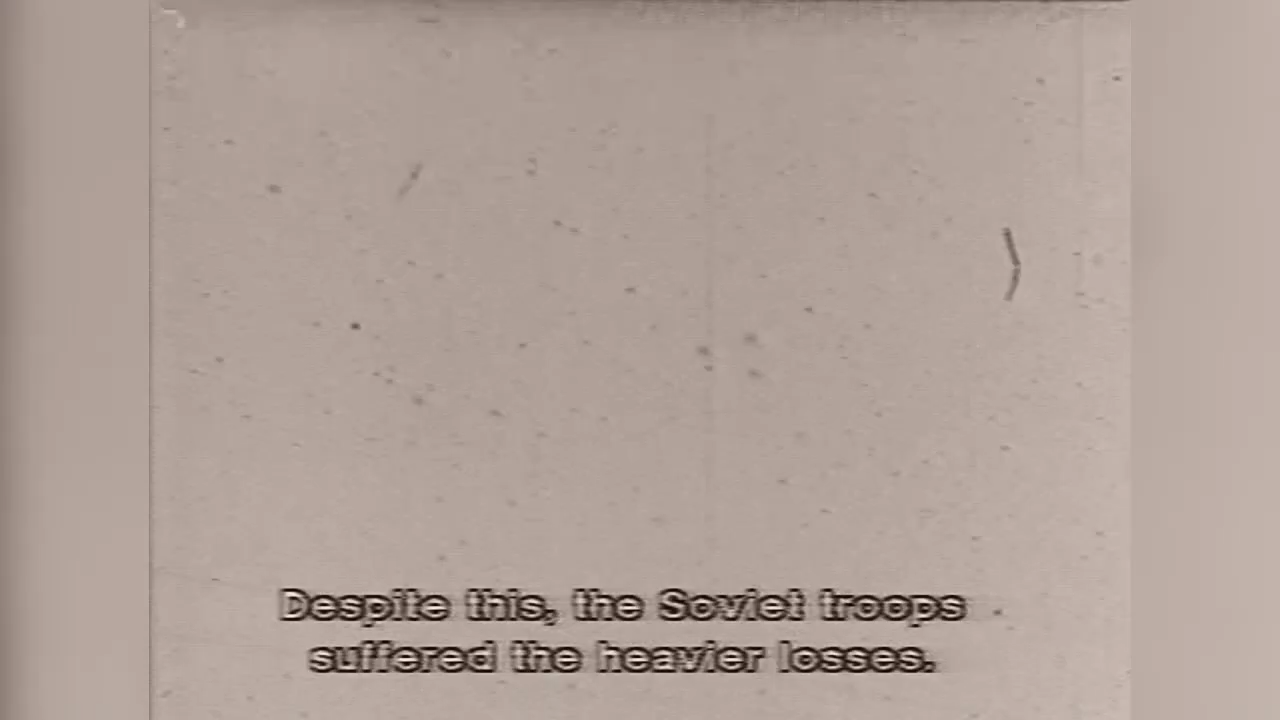 Despite this, the Soviet troops
suffered the heavier losses.